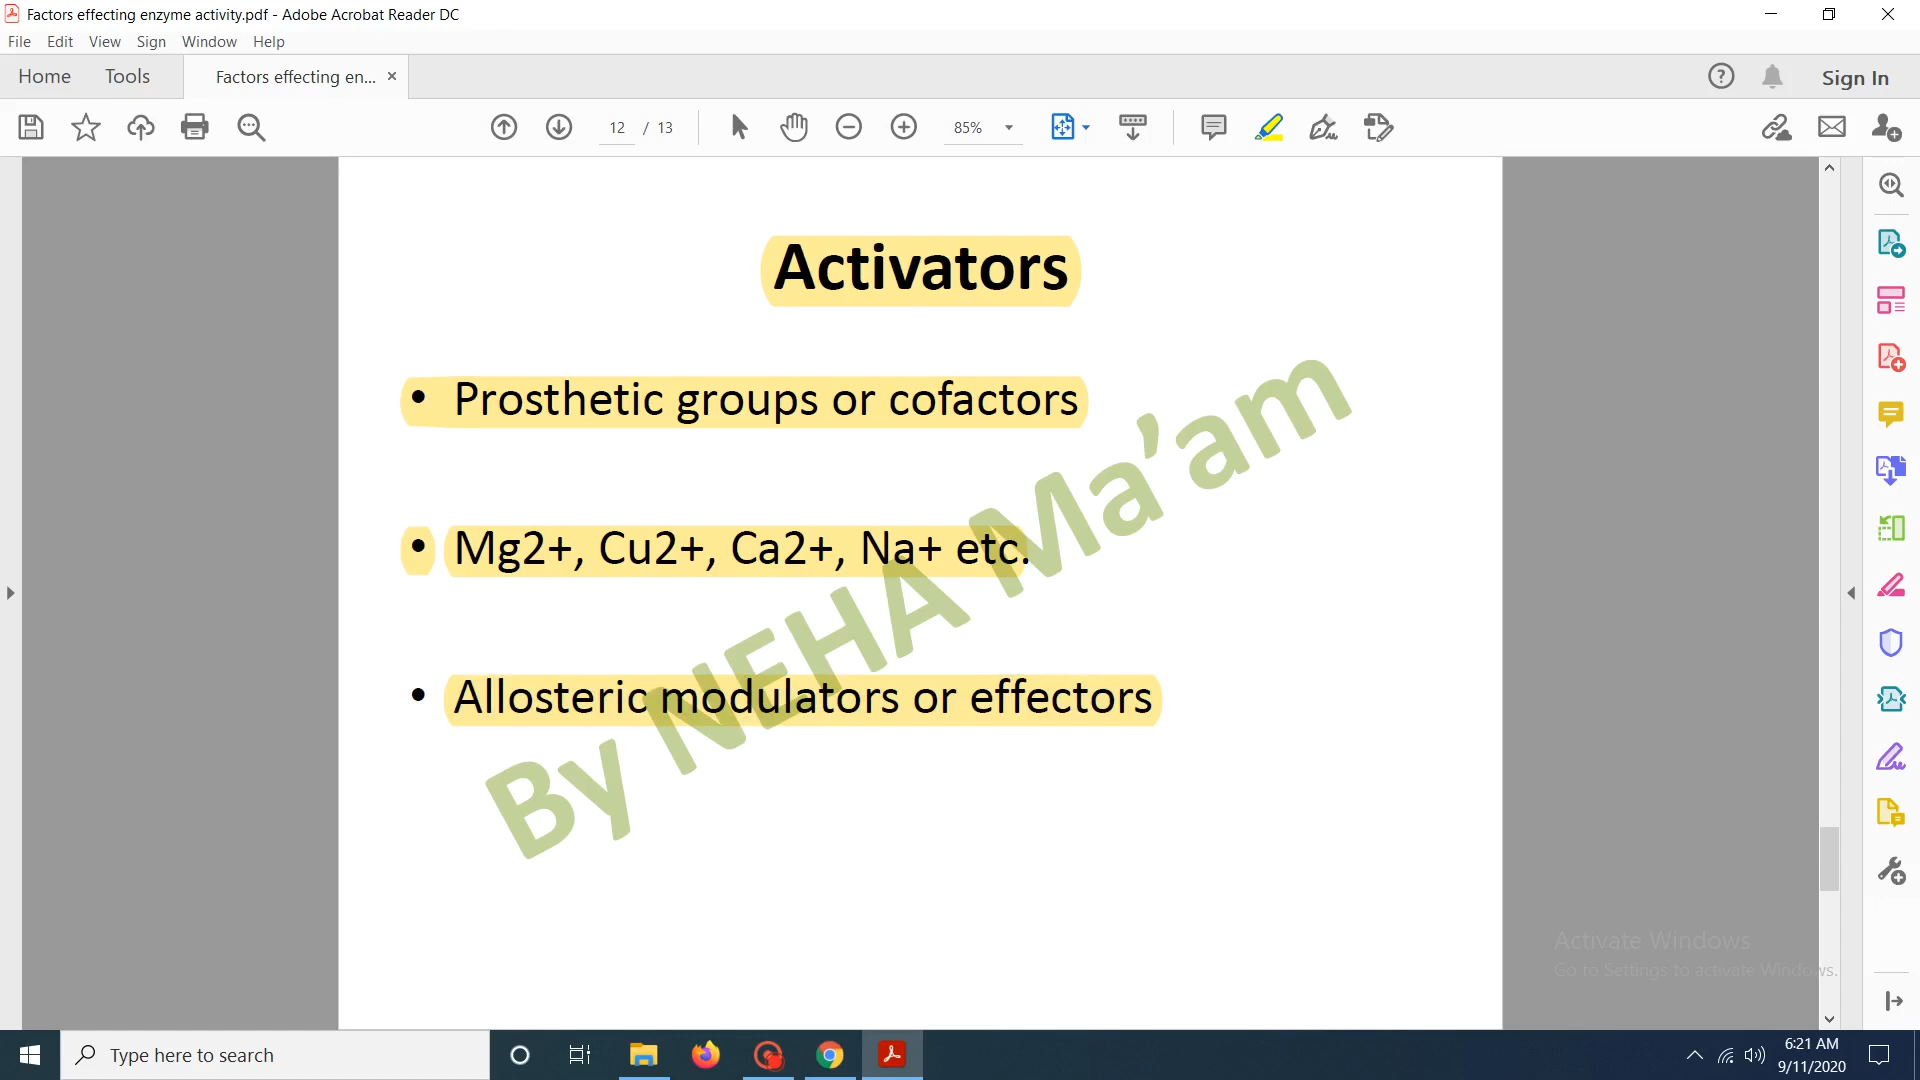 Factors effecting enzyme activity.pdf - Adobe Acrobat Reader DC
File Edit View Sign Window Help
Home Tools Factors effecting en... Sign In
12 / 13 85%
Activators
• Prosthetic groups or cofactors
• Mg2+, Cu2+, Ca2+, Na+ etc.
• Allosteric modulators or effectors
By NEHA Ma’am
Activate Windows
Go to Settings to activate Windows.
Type here to search
6:21 AM
9/11/2020